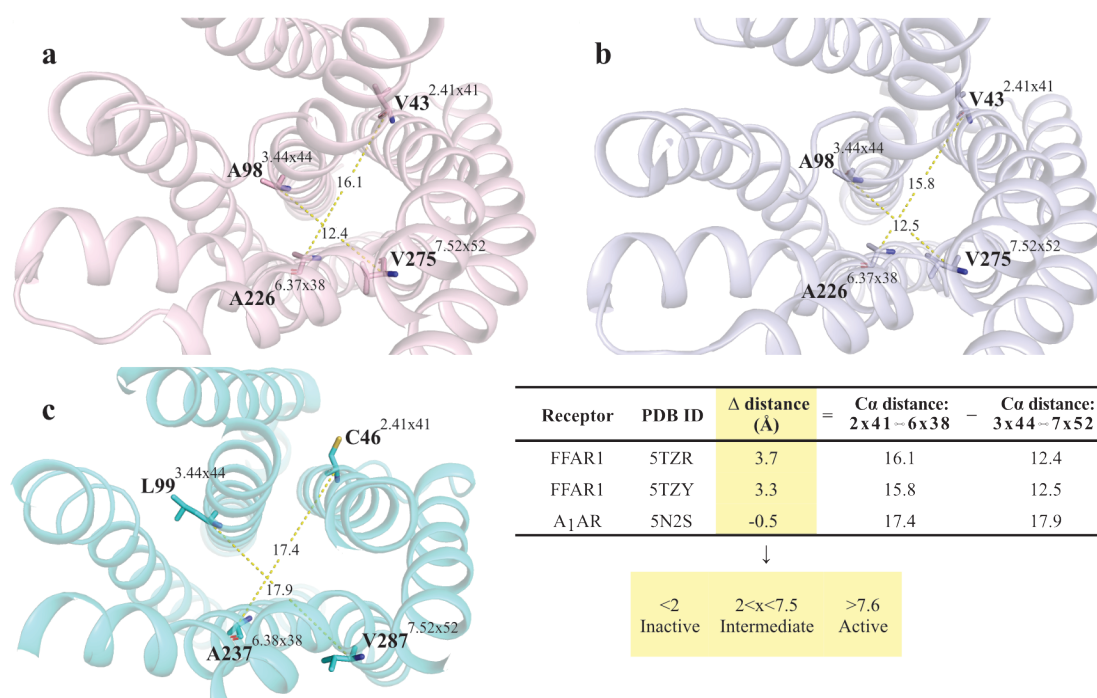 a
V43 2.41x41
A98 3.44x44
16.1
12.4
V275 7.52x52
A226 6.37x38
b
V43 2.41x41
A98 3.44x44
15.8
12.5
V275 7.52x52
A226 6.37x38
c
C46 2.41x41
L99 3.44x44
17.4
17.9
A237 6.38x38
V287 7.52x52
Receptor PDB ID Δ distance (Å) = Cα distance: 2x41↔6x38 − Cα distance: 3x44↔7x52
FFAR1 5TZR 3.7 16.1 12.4
FFAR1 5TZY 3.3 15.8 12.5
A1AR 5N2S -0.5 17.4 17.9
↓
<2 2<x<7.5 >7.6
Inactive Intermediate Active